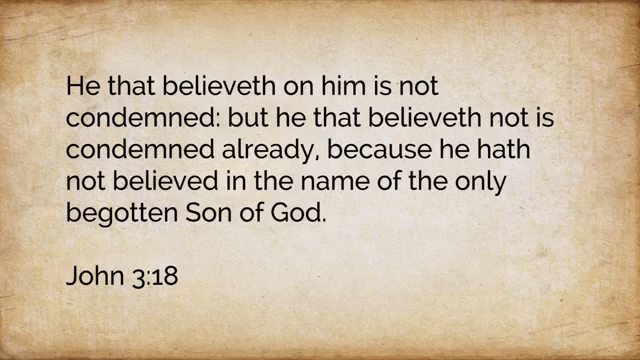 He that believeth on him is not
condemned: but he that believeth not is
condemned already, because he hath
not believed in the name of the only
begotten Son of God.
John 3:18